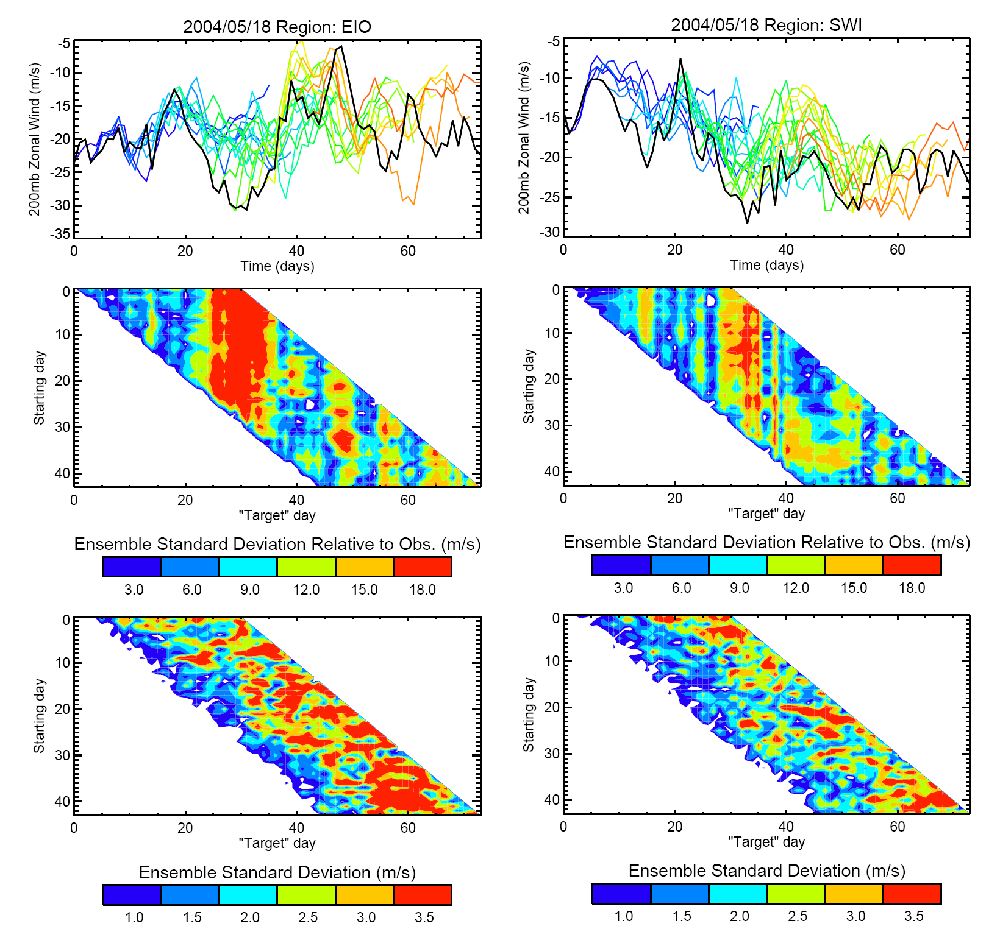 2004/05/18 Region: EIO
200mb Zonal Wind (m/s)
-5
-10
-15
-20
-25
-30
-35
0 20 40 60
Time (days)
2004/05/18 Region: SWI
200mb Zonal Wind (m/s)
-5
-10
-15
-20
-25
-30
0 20 40 60
Time (days)
Starting day
0
10
20
30
40
0 20 40 60
"Target" day
Ensemble Standard Deviation Relative to Obs. (m/s)
3.0 6.0 9.0 12.0 15.0 18.0
Starting day
0
10
20
30
40
0 20 40 60
"Target" day
Ensemble Standard Deviation Relative to Obs. (m/s)
3.0 6.0 9.0 12.0 15.0 18.0
Starting day
0
10
20
30
40
0 20 40 60
"Target" day
Ensemble Standard Deviation (m/s)
1.0 1.5 2.0 2.5 3.0 3.5
Starting day
0
10
20
30
40
0 20 40 60
"Target" day
Ensemble Standard Deviation (m/s)
1.0 1.5 2.0 2.5 3.0 3.5